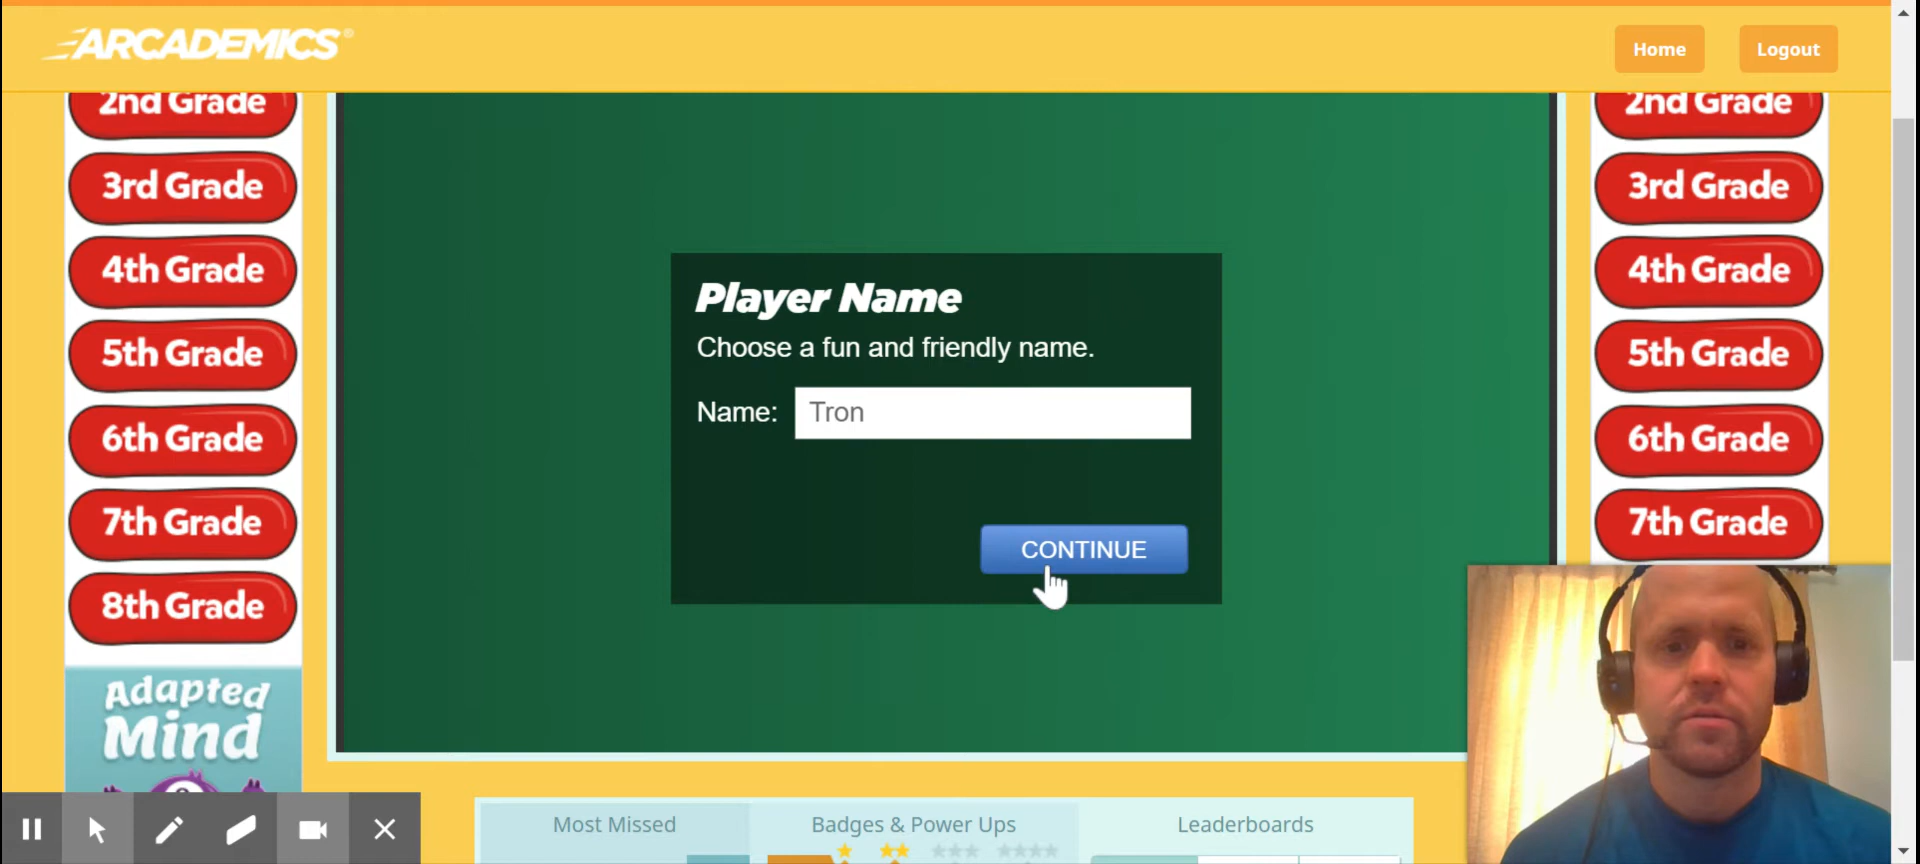 ARCADEMICS®
Home
Logout
2nd Grade
3rd Grade
4th Grade
5th Grade
6th Grade
7th Grade
8th Grade
Adapted
Mind
Player Name
Choose a fun and friendly name.
Name: Tron
CONTINUE
2nd Grade
3rd Grade
4th Grade
5th Grade
6th Grade
7th Grade
Most Missed
Badges & Power Ups
Leaderboards